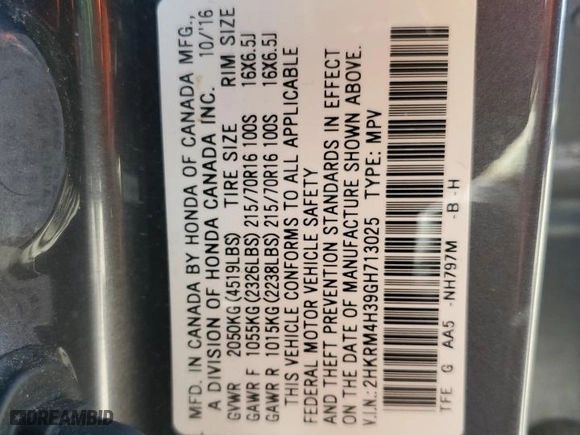 MFD. IN CANADA BY HONDA OF CANADA MFG.,
A DIVISION OF HONDA CANADA INC. 10/'16
GVWR 2050KG(4519LBS) TIRE SIZE RIM SIZE
GAWR F 1055KG(2326LBS) 215/70R16 100S 16X6.5J
GAWR R 1015KG(2238LBS) 215/70R16 100S 16X6.5J
THIS VEHICLE CONFORMS TO ALL APPLICABLE
FEDERAL MOTOR VEHICLE SAFETY
AND THEFT PREVENTION STANDARDS IN EFFECT
ON THE DATE OF MANUFACTURE SHOWN ABOVE.
V.I.N.: 2HKRM4H39GH713025 TYPE: MPV
TFE G AA5 -NH797M -B -H
DREAMBID